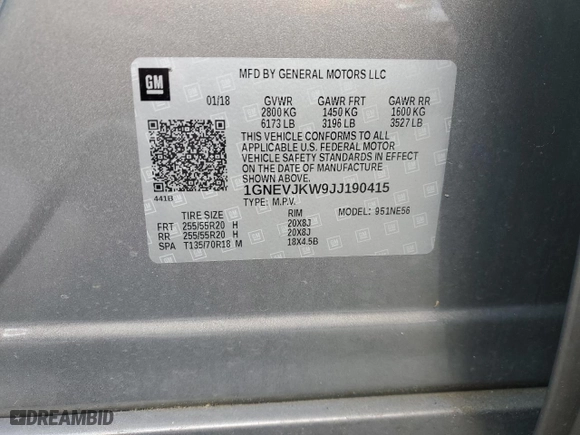 GM
MFD BY GENERAL MOTORS LLC
01/18 GVWR GAWR FRT GAWR RR
2800 KG 1450 KG 1600 KG
6173 LB 3196 LB 3527 LB
THIS VEHICLE CONFORMS TO ALL
APPLICABLE U.S. FEDERAL MOTOR
VEHICLE SAFETY STANDARDS IN EFFECT ON
THE DATE OF MANUFACTURE
SHOWN ABOVE.
1GNEVJKW9JJ190415
441B
TYPE: M.P.V. MODEL: 951NE56
TIRE SIZE RIM
FRT 255/55R20 H 20X8J
RR 255/55R20 H 20X8J
SPA T135/70R18 M 18X4.5B
DREAMBID